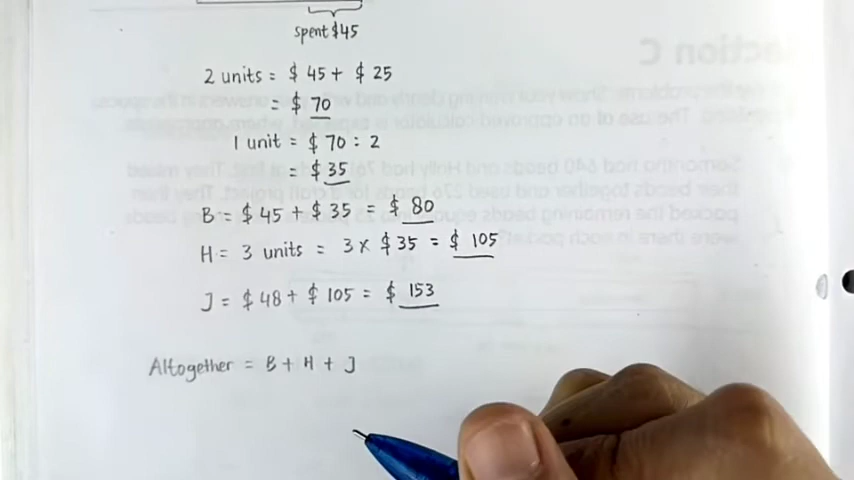 spent $45
2 units = $ 45 + $ 25
= $ 70
1 unit = $ 70 : 2
= $ 35
B = $ 45 + $ 35 = $ 80
H = 3 units = 3 x $ 35 = $ 105
J = $ 48 + $ 105 = $ 153
Altogether = B + H + J